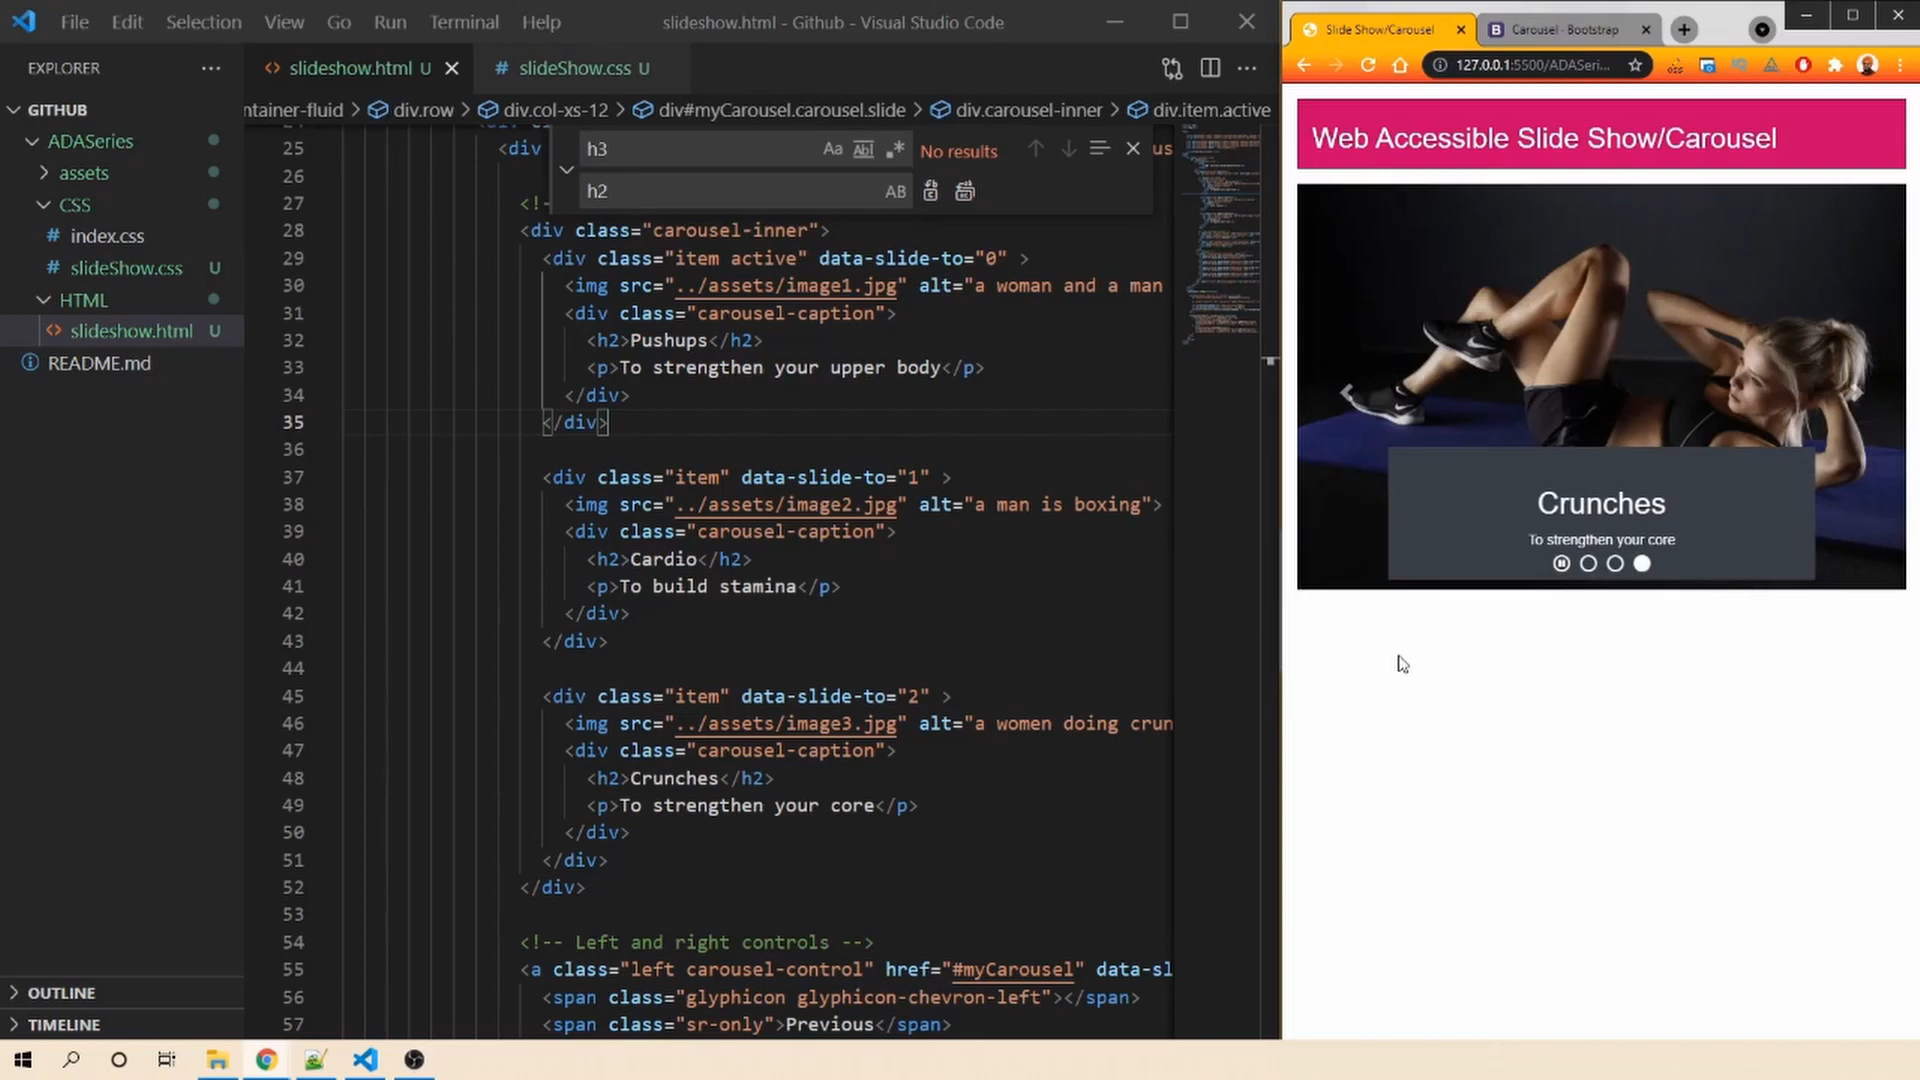 File Edit Selection View Go Run Terminal Help
slideshow.html - Github - Visual Studio Code
EXPLORER
GITHUB
ADASeries
assets
CSS
index.css
slideShow.css U
HTML
slideshow.html U
README.md
OUTLINE
TIMELINE
slideshow.html U
slideShow.css U
ntainer-fluid div.row div.col-xs-12 div#myCarousel.carousel.slide div.carousel-inner div.item.active
h3
Aa
No results
h2
AB
25 <div us
26
27 <!-
28 <div class="carousel-inner">
29 <div class="item active" data-slide-to="0" >
30 <img src="../assets/image1.jpg" alt="a woman and a man
31 <div class="carousel-caption">
32 <h2>Pushups</h2>
33 <p>To strengthen your upper body</p>
34 </div>
35 </div>
36
37 <div class="item" data-slide-to="1" >
38 <img src="../assets/image2.jpg" alt="a man is boxing">
39 <div class="carousel-caption">
40 <h2>Cardio</h2>
41 <p>To build stamina</p>
42 </div>
43 </div>
44
45 <div class="item" data-slide-to="2" >
46 <img src="../assets/image3.jpg" alt="a women doing crun
47 <div class="carousel-caption">
48 <h2>Crunches</h2>
49 <p>To strengthen your core</p>
50 </div>
51 </div>
52 </div>
53
54 <!-- Left and right controls -->
55 <a class="left carousel-control" href="#myCarousel" data-sl
56 <span class="glyphicon glyphicon-chevron-left"></span>
57 <span class="sr-only">Previous</span>
Slide Show/Carousel
B Carousel · Bootstrap
127.0.0.1:5500/ADASeri...
Web Accessible Slide Show/Carousel
Crunches
To strengthen your core